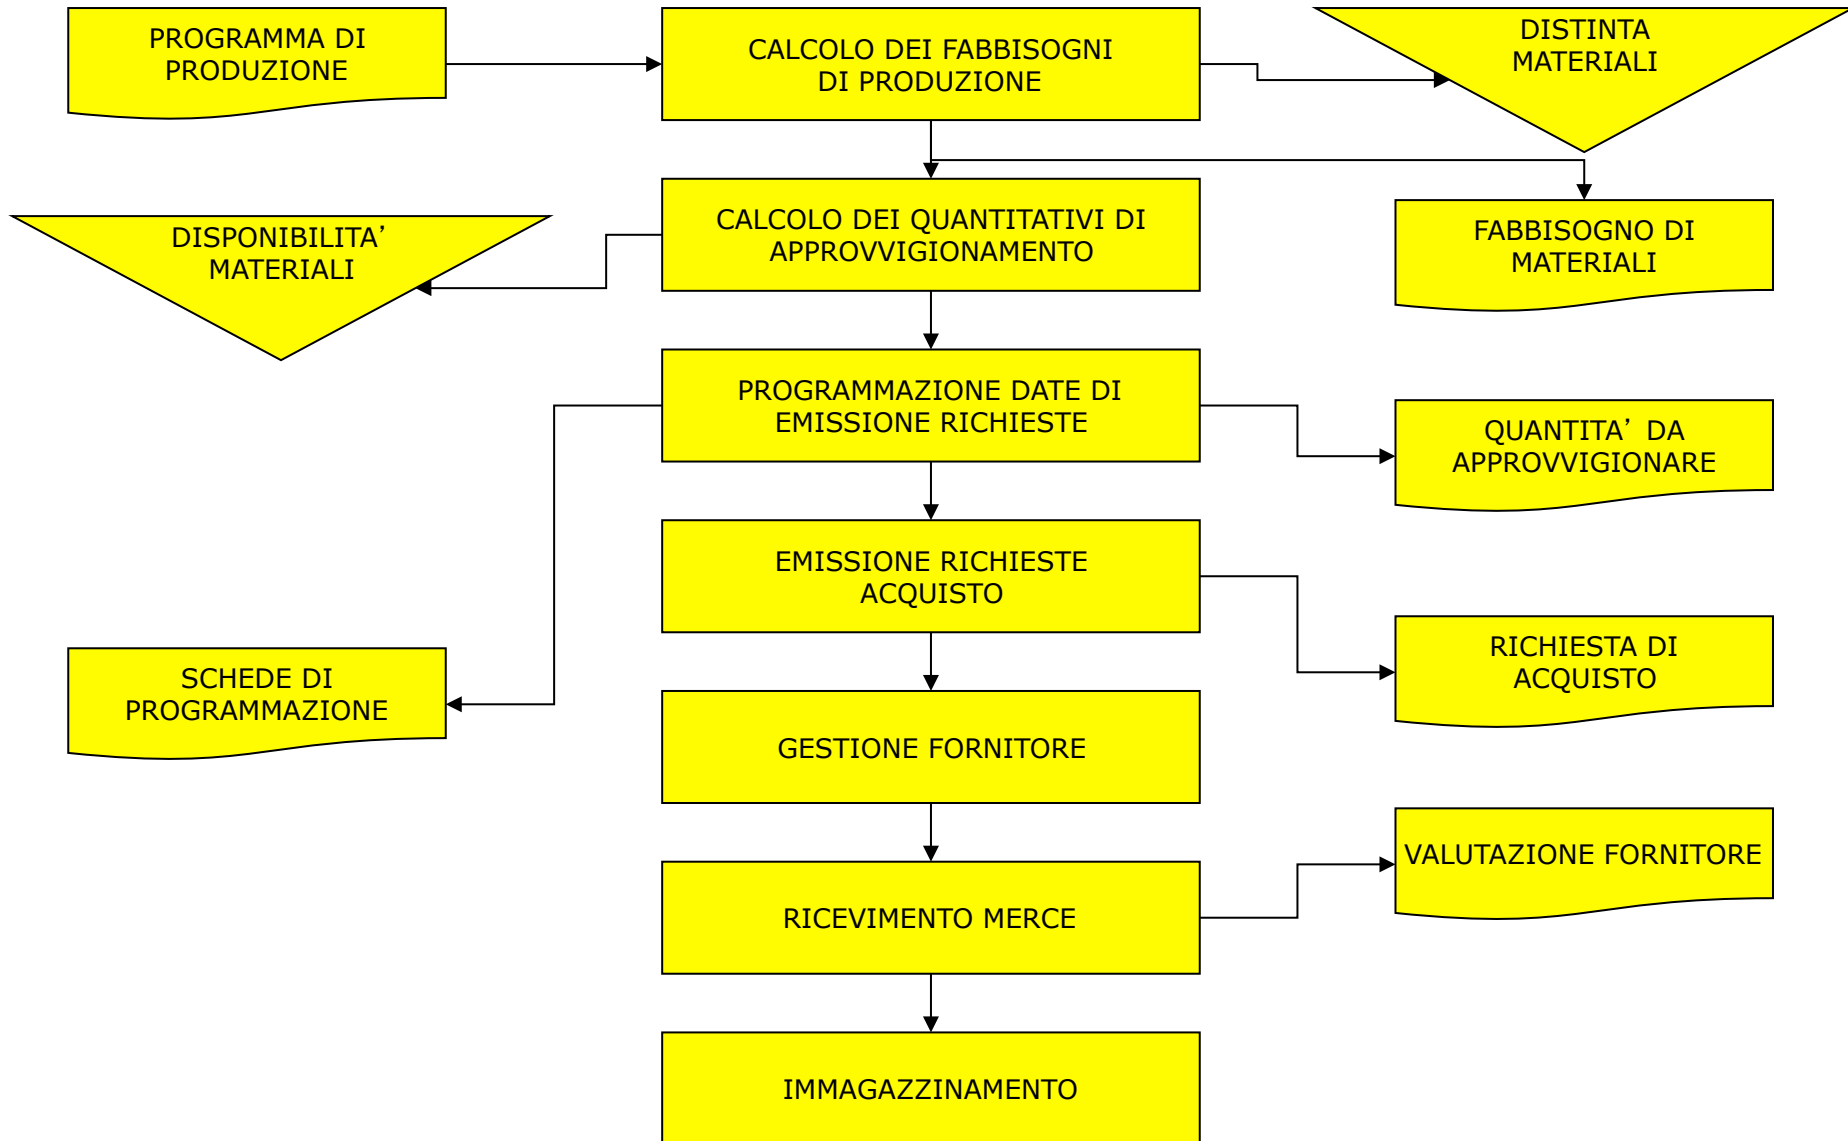 PROGRAMMA DI
PRODUZIONE
CALCOLO DEI FABBISOGNI
DI PRODUZIONE
DISTINTA
MATERIALI
DISPONIBILITA’
MATERIALI
CALCOLO DEI QUANTITATIVI DI
APPROVVIGIONAMENTO
FABBISOGNO DI
MATERIALI
PROGRAMMAZIONE DATE DI
EMISSIONE RICHIESTE
QUANTITA’ DA
APPROVVIGIONARE
EMISSIONE RICHIESTE
ACQUISTO
RICHIESTA DI
ACQUISTO
SCHEDE DI
PROGRAMMAZIONE
GESTIONE FORNITORE
VALUTAZIONE FORNITORE
RICEVIMENTO MERCE
IMMAGAZZINAMENTO